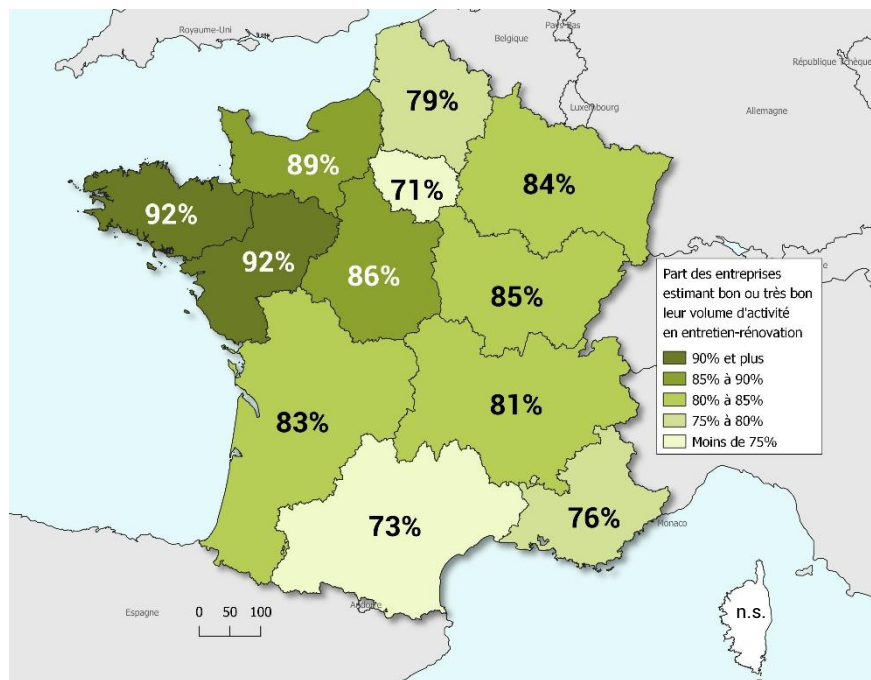 Royaume-Uni
Belgique
Pays-Bas
République Tchèque
Luxembourg
Allemagne
79%
89%
71%
84%
92%
92%
86%
85%
83%
81%
73%
76%
Monaco
Andorre
Espagne
0 50 100
n.s.
Part des entreprises
estimant bon ou très bon
leur volume d'activité
en entretien-rénovation
90% et plus
85% à 90%
80% à 85%
75% à 80%
Moins de 75%